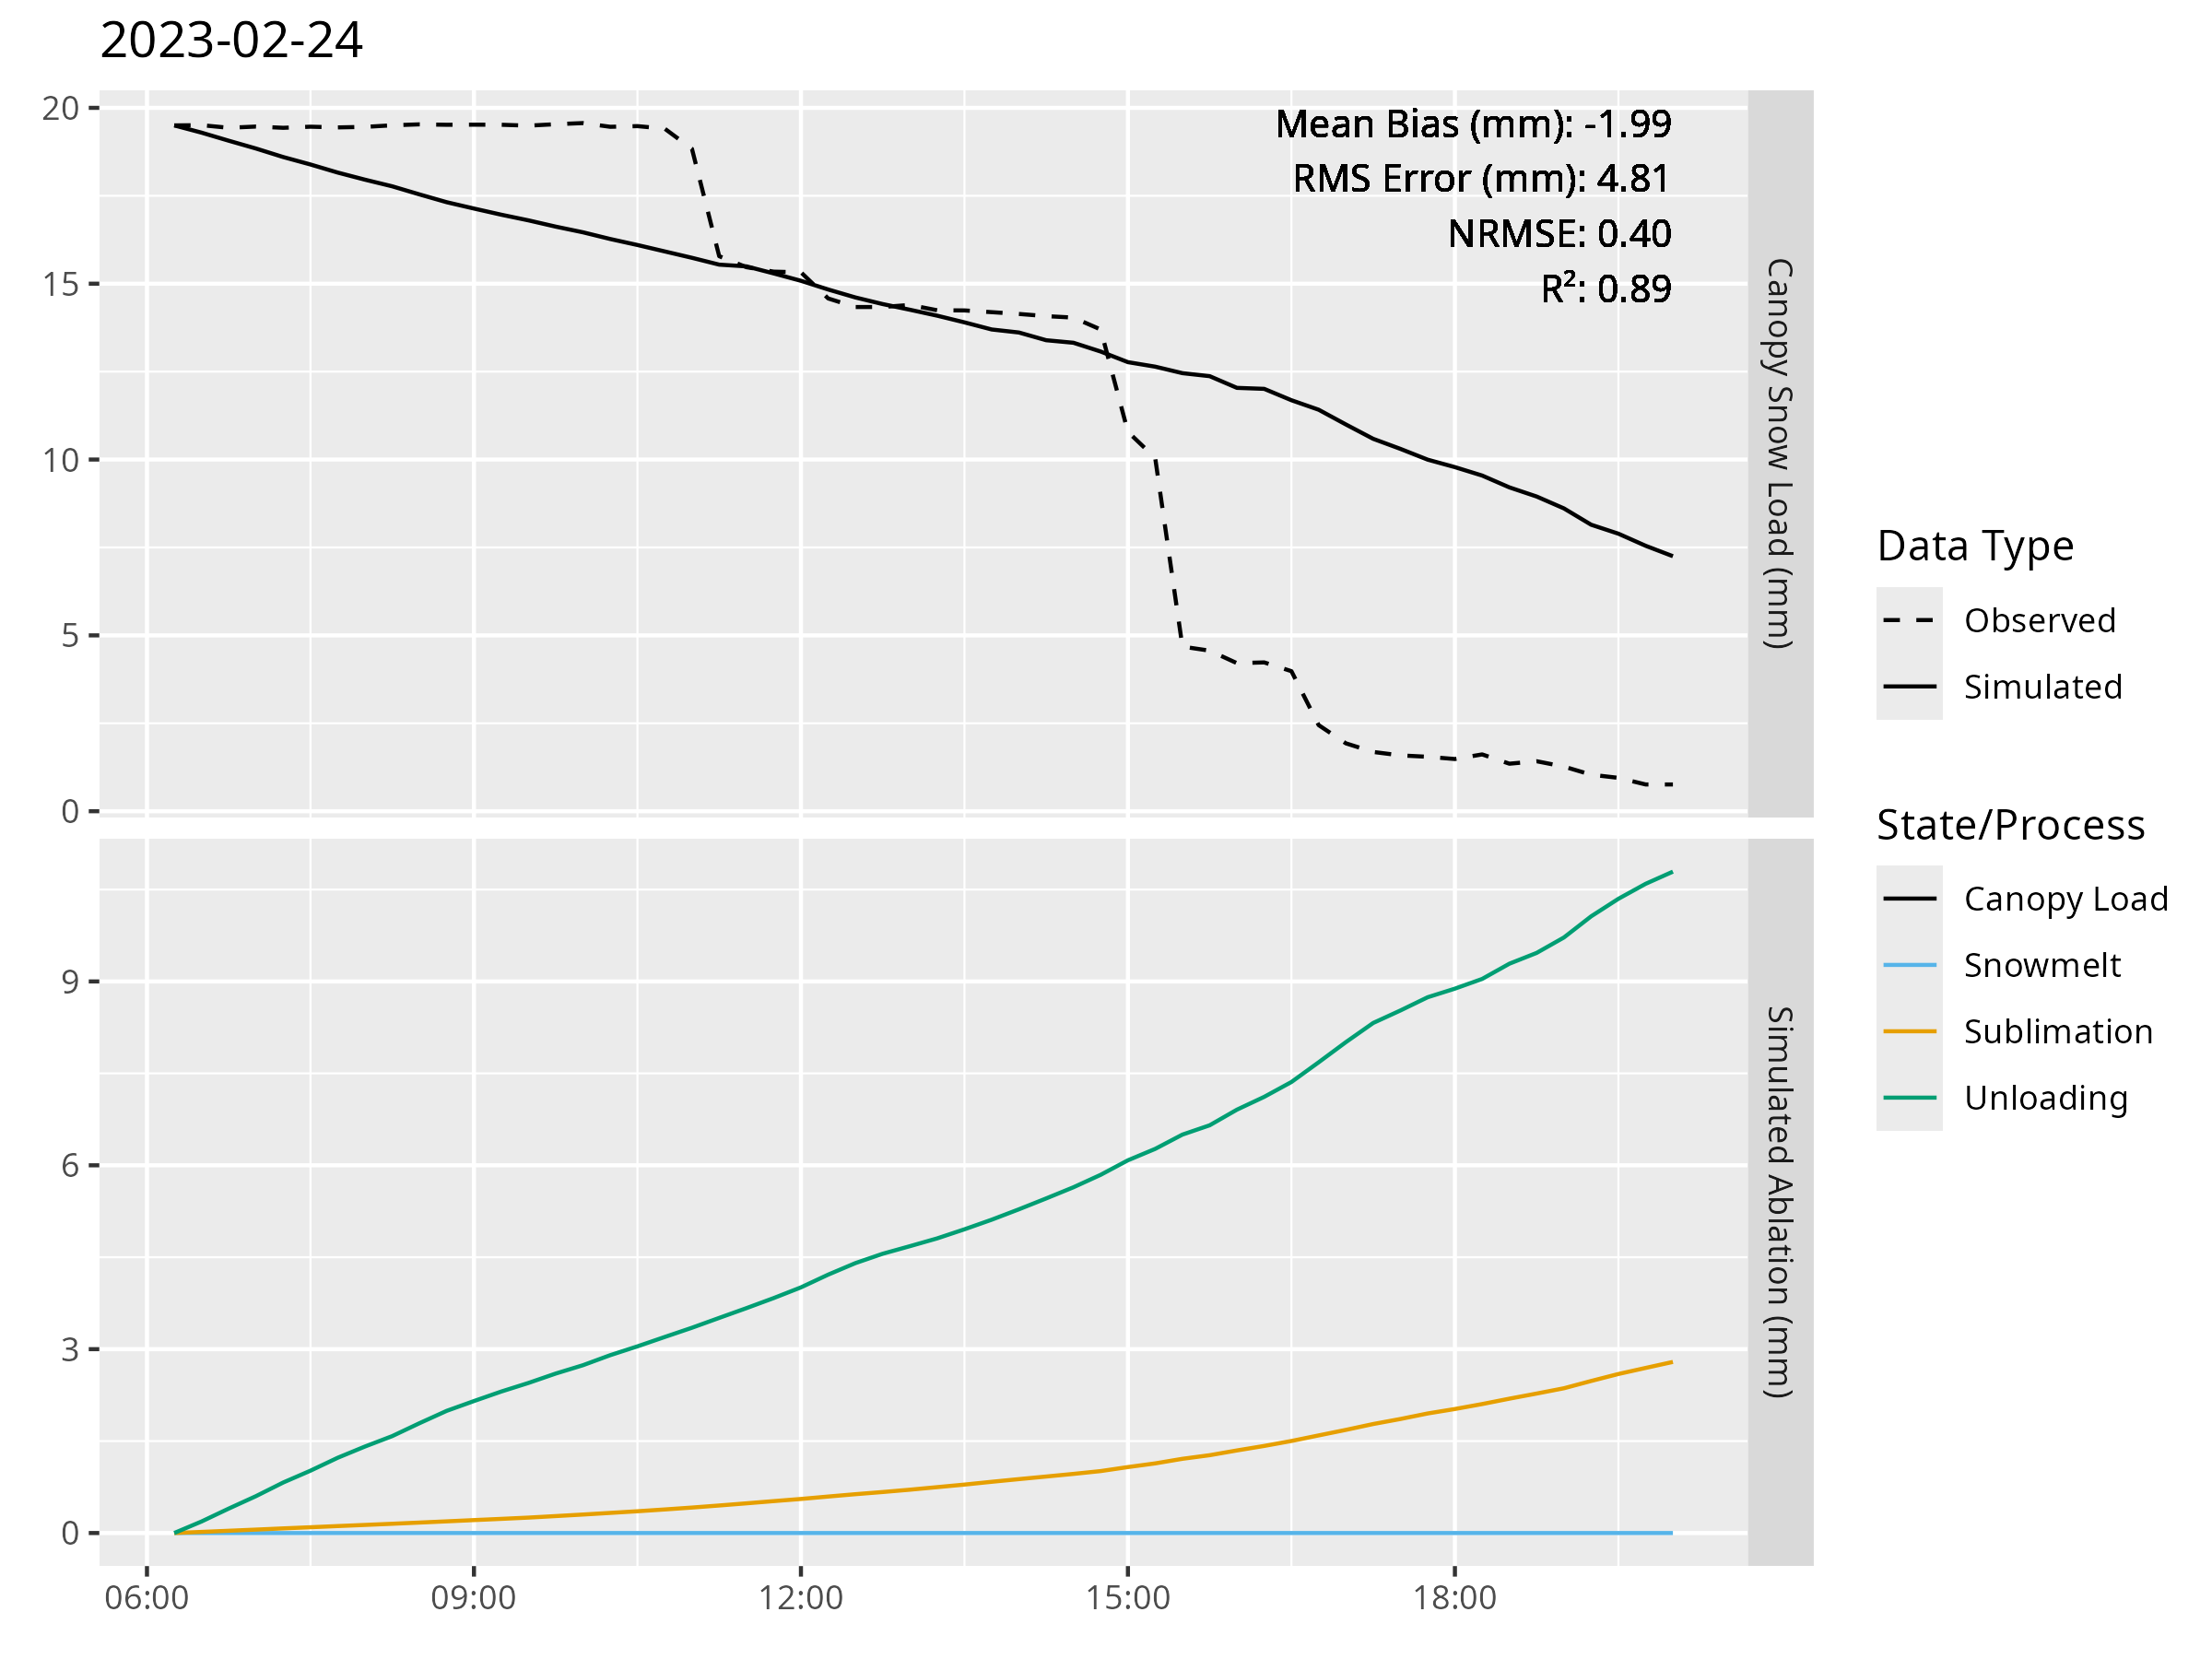 2023-02-24
20
15
10
5
0
Mean Bias (mm): -1.99
RMS Error (mm): 4.81
NRMSE: 0.40
R²: 0.89
Canopy Snow Load (mm)
9
6
3
0
Simulated Ablation (mm)
06:00
09:00
12:00
15:00
18:00
Data Type
Observed
Simulated
State/Process
Canopy Load
Snowmelt
Sublimation
Unloading